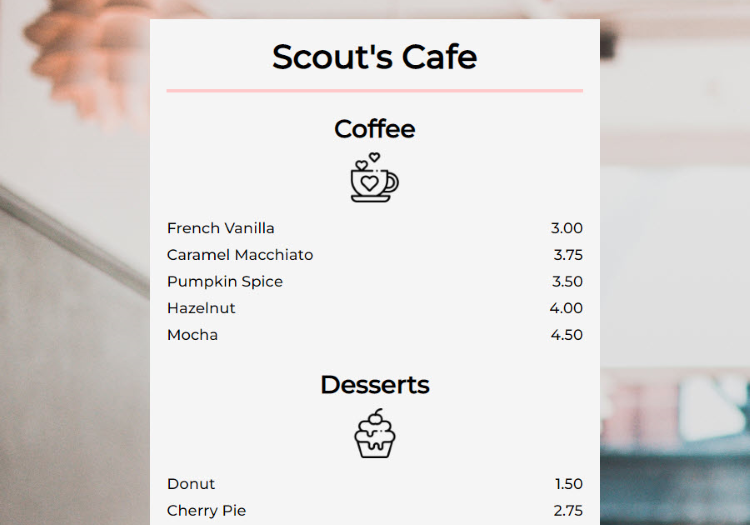 Scout's Cafe
Coffee
French Vanilla 3.00
Caramel Macchiato 3.75
Pumpkin Spice 3.50
Hazelnut 4.00
Mocha 4.50
Desserts
Donut 1.50
Cherry Pie 2.75